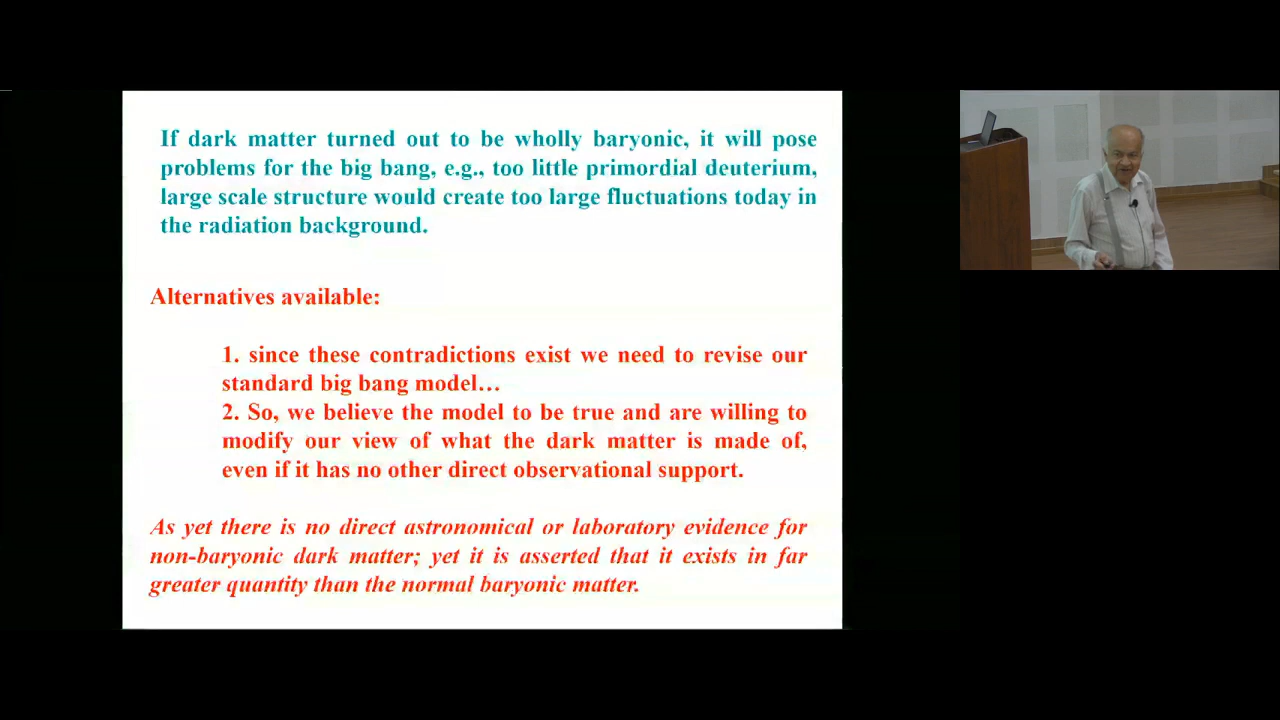 If dark matter turned out to be wholly baryonic, it will pose
problems for the big bang, e.g., too little primordial deuterium,
large scale structure would create too large fluctuations today in
the radiation background.
Alternatives available:
1. since these contradictions exist we need to revise our
standard big bang model…
2. So, we believe the model to be true and are willing to
modify our view of what the dark matter is made of,
even if it has no other direct observational support.
As yet there is no direct astronomical or laboratory evidence for
non-baryonic dark matter; yet it is asserted that it exists in far
greater quantity than the normal baryonic matter.